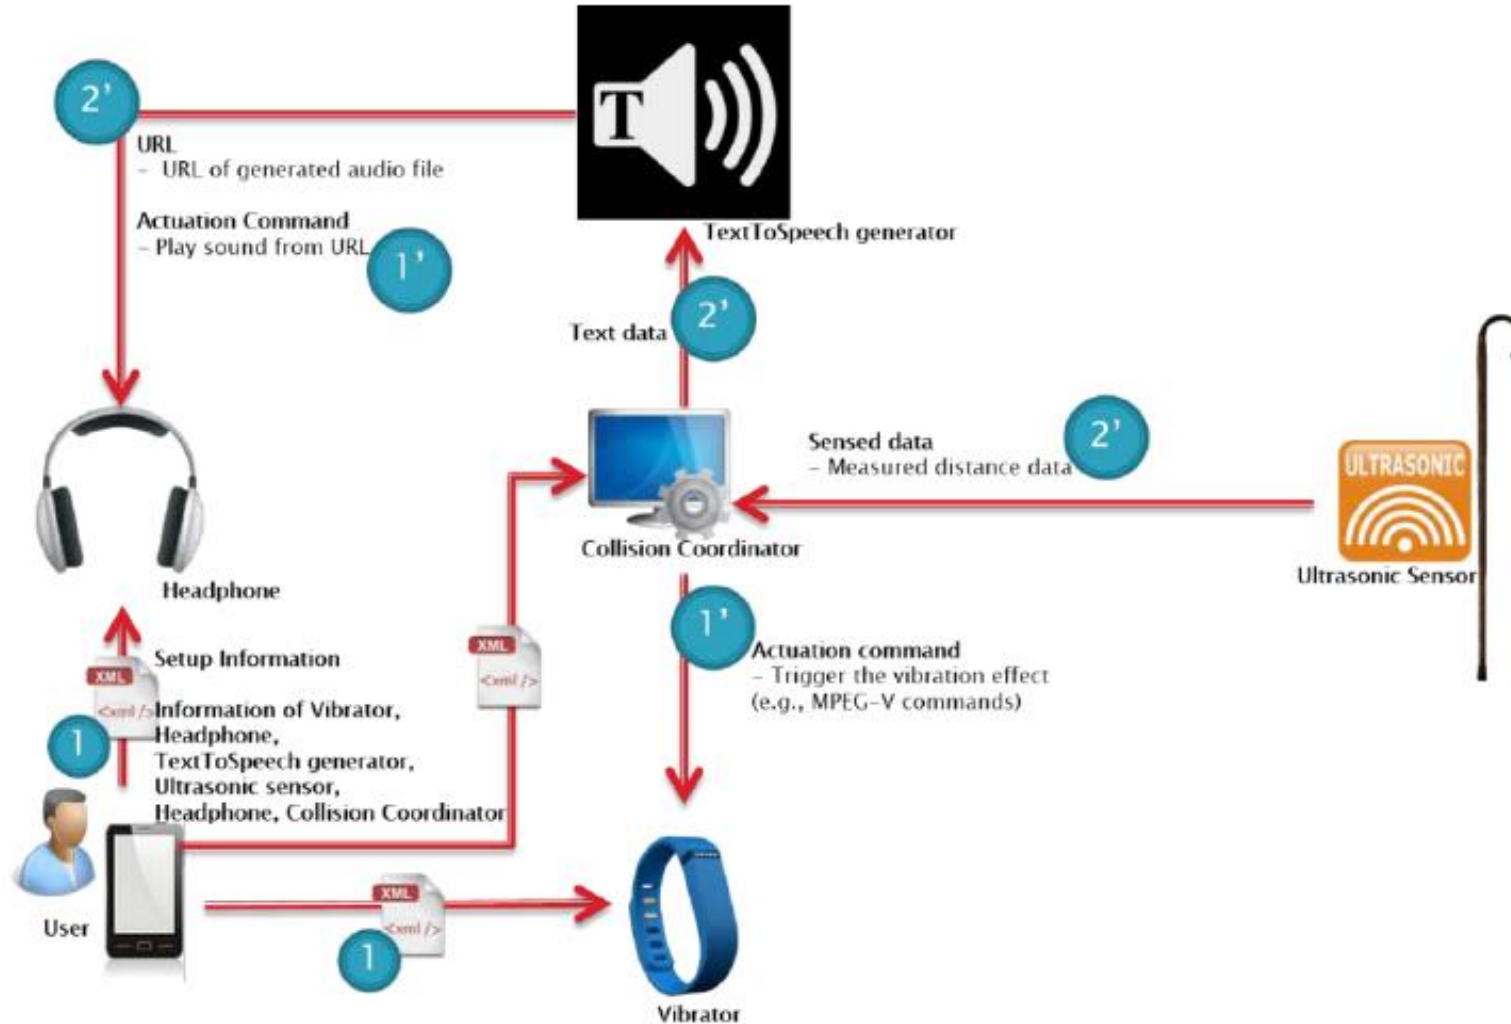 2’
T
URL
– URL of generated audio file
Actuation Command
– Play sound from URL
1’
TextToSpeech generator
2’
Text data
2’
Sensed data
– Measured distance data
ULTRASONIC
Ultrasonic Sensor
Collision Coordinator
Headphone
1’
Actuation command
– Trigger the vibration effect
(e.g., MPEG-V commands)
XML
<xml />
Setup Information
XML
<xml />
1
Information of Vibrator,
Headphone,
TextToSpeech generator,
Ultrasonic sensor,
Headphone, Collision Coordinator
User
XML
<xml />
1
Vibrator